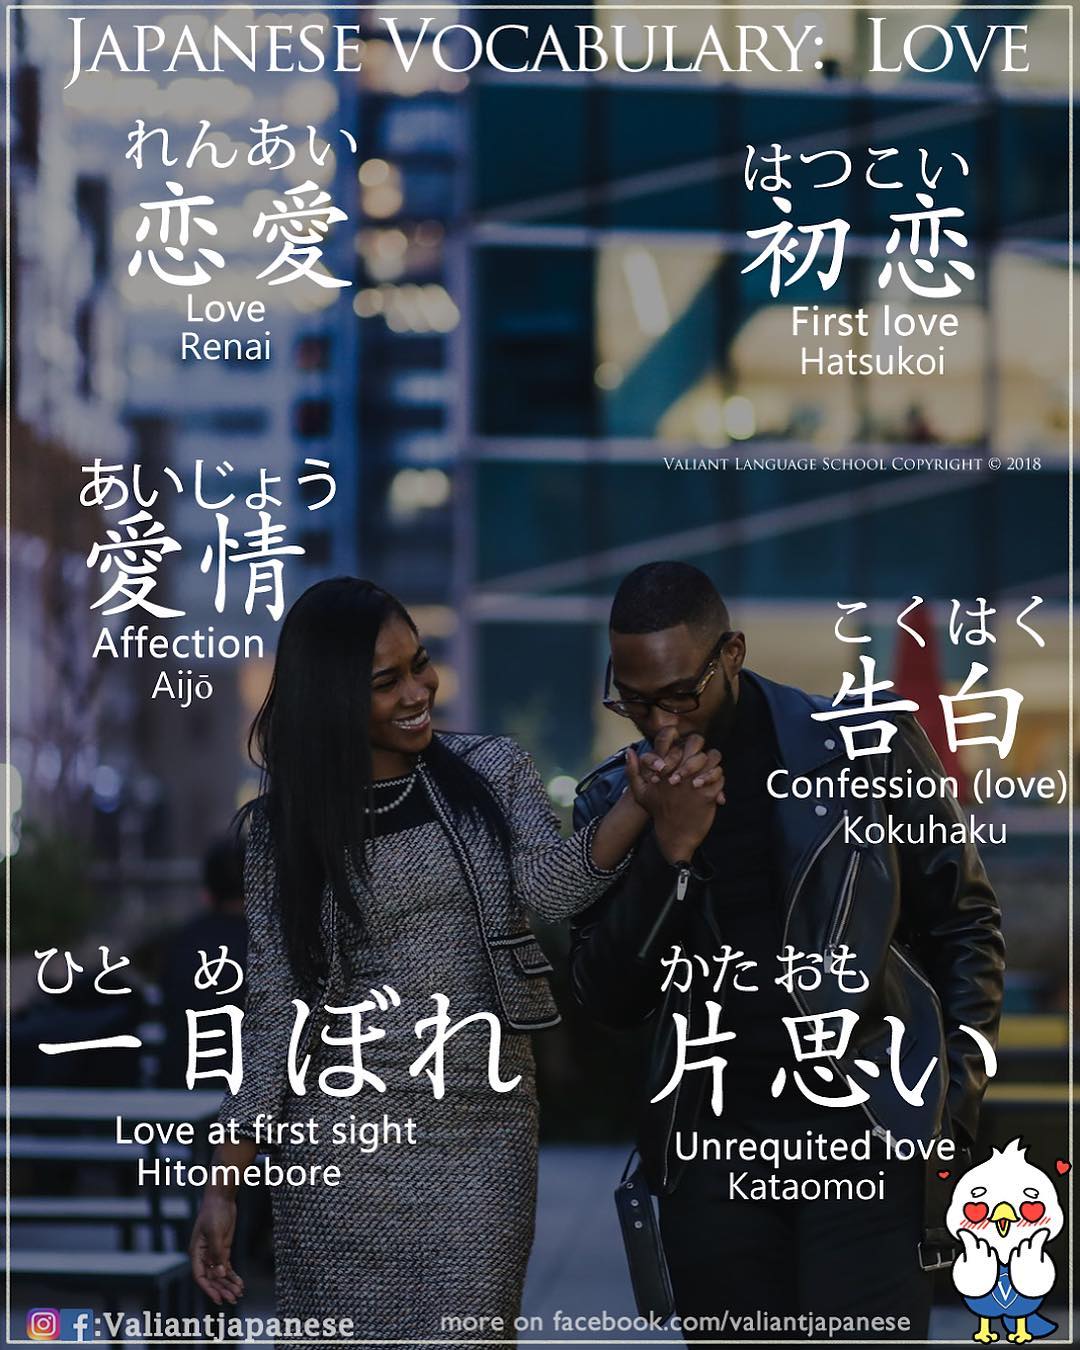 Japanese Vocabulary: Love
れんあい
恋愛
Love
Renai
はつこい
初恋
First love
Hatsukoi
Valiant Language School Copyright © 2018
あいじょう
愛情
Affection
Aijō
こくはく
告白
Confession (love)
Kokuhaku
ひと め
一目ぼれ
Love at first sight
Hitomebore
かた おも
片思い
Unrequited love
Kataomoi
:Valiantjapanese
more on facebook.com/valiantjapanese